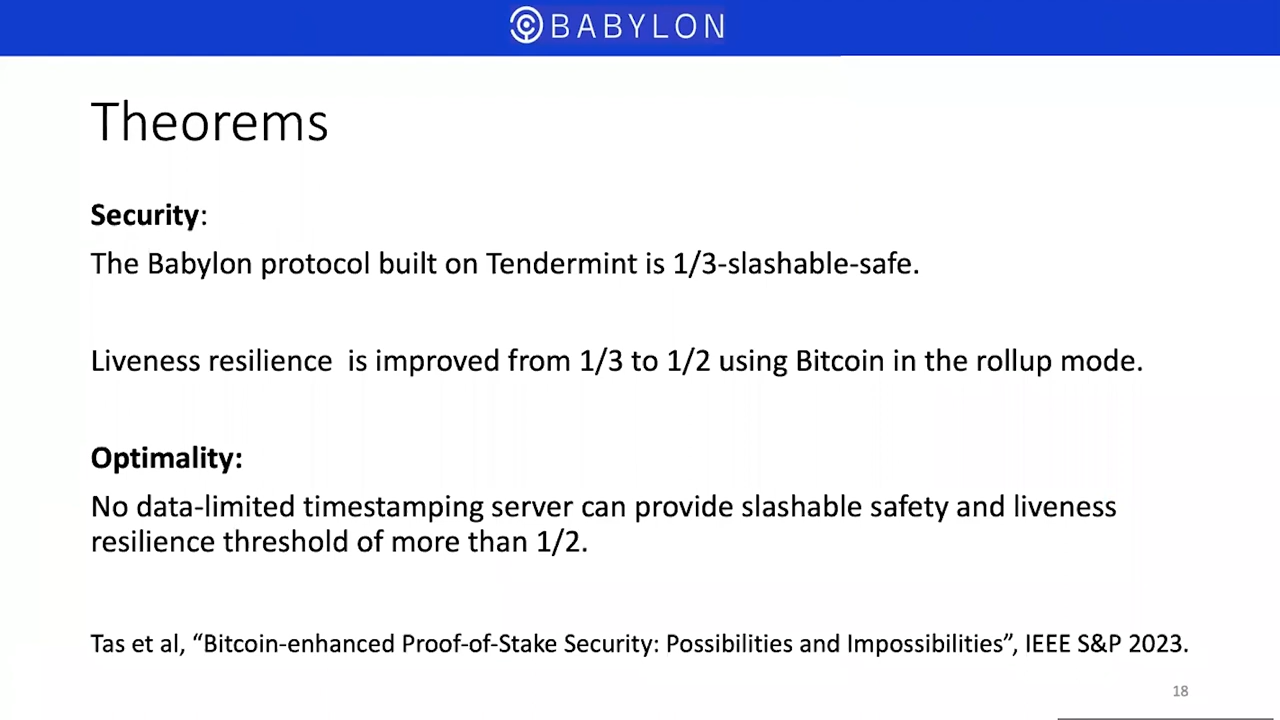 BABYLON
Theorems
Security:
The Babylon protocol built on Tendermint is 1/3-slashable-safe.
Liveness resilience  is improved from 1/3 to 1/2 using Bitcoin in the rollup mode.
Optimality:
No data-limited timestamping server can provide slashable safety and liveness
resilience threshold of more than 1/2.
Tas et al, “Bitcoin-enhanced Proof-of-Stake Security: Possibilities and Impossibilities”, IEEE S&P 2023.
18